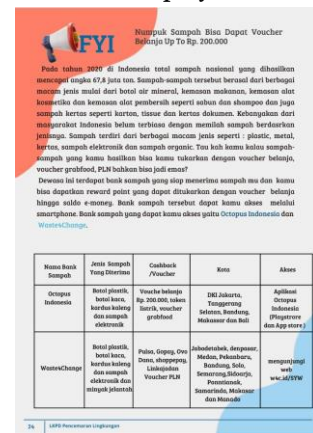 FYI
Numpuk Sampah Bisa Dapat Voucher
Belanja Up To Rp. 200.000
Pada tahun 2020 di Indonesia total sampah nasional yang dihasilkan
mencapai angka 67,8 juta ton. Sampah-sampah tersebut berasal dari berbagai
macam jenis mulai dari botol air mineral, kemasan makanan, kemasan alat
kosmetika dan kemasan alat pembersih seperti sabun dan shampoo dan juga
sampah kertas seperti karton, tissue dan kertas dokumen. Kebanyakan dari
masyarakat Indonesia belum terbiasa dengan memilah sampah berdasarkan
jenisnya. Sampah terdiri dari berbagai macam jenis seperti : plastic, metal,
kertas, sampah elektronik dan sampah organic. Tau kah kamu kalau sampah-
sampah yang kamu hasilkan bisa kamu tukarkan dengan voucher belanja,
voucher grabfood, PLN bahkan bisa jadi emas?
Dewasa ini terdapat bank sampah yang siap menerima sampah mu dan kamu
bisa dapatkan reward point yang dapat ditukarkan dengan voucher belanja
hingga saldo e-money. Bank sampah tersebut dapat kamu akses melalui
smartphone. Bank sampah yang dapat kamu akses yaitu Octopus Indonesia dan
Waste4Change.
Nama Bank
Sampah
Jenis Sampah
Yang Diterima
Cashback
/Voucher
Kota
Akses
Octopus
Indonesia
Botol plastik,
botol kaca,
kardus kaleng
dan sampah
elektronik
Vouche belanja
Rp. 200.000, token
listrik, voucher
grabfood
DKI Jakarta,
Tanggerang
Selatan, Bandung,
Makassar dan Bali
Aplikasi
Octopus
Indonesia
(Playstrore
dan App store)
Waste4Change
Botol plastik,
botol kaca,
kardus kaleng
dan sampah
elektronik dan
minyak jelantah
Pulsa, Gopay, Ovo
Dana, shoppepay,
Linkajadan
Voucher PLN
Jabodetabek, denpasar,
Medan, Pekanbaru,
Bandung, Solo,
Semarang,Sidoarjo,
Ponotianak,
Samarinda, Makasar
dan Manado
mengunjungi
web
w4c.id/SYW
24
LKPD Pencemaran Lingkungan